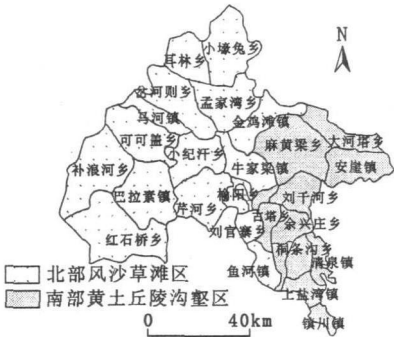 小壕兔乡
N
耳林乡
岔河则乡
孟家湾乡
马河镇
金鸡滩镇
大河塔乡
麻黄梁乡
可可盖乡
小纪汗乡
安崖镇
牛家梁镇
补浪河乡
巴拉素镇
榆阳乡
刘千河乡
芹河乡
古塔乡
余兴庄乡
刘官寨乡
红石桥乡
桐条沟乡
清泉镇
鱼河镇
北部风沙草滩区
上盐湾镇
南部黄土丘陵沟壑区
镇川镇
0 40km